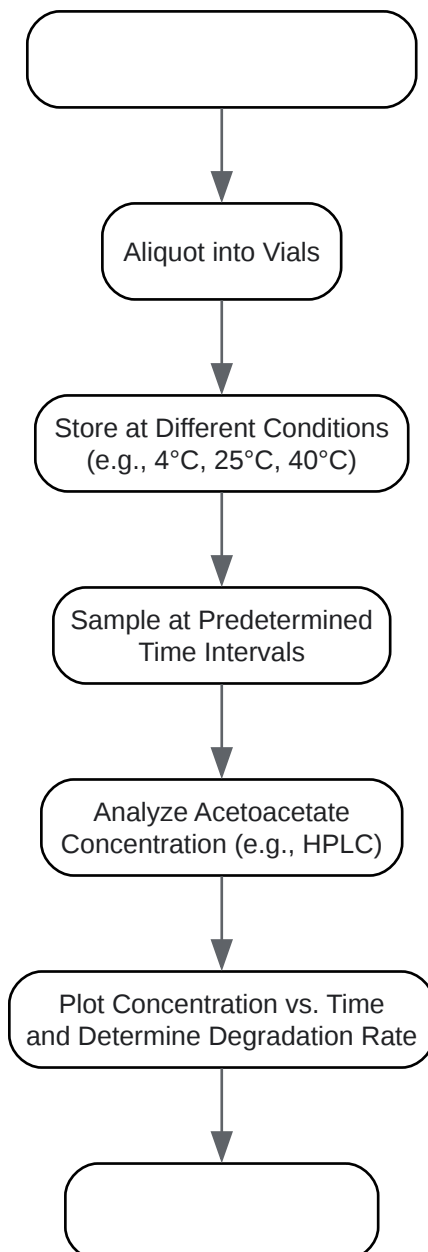 Aliquot into Vials
Store at Different Conditions
(e.g., 4°C, 25°C, 40°C)
Sample at Predetermined
Time Intervals
Analyze Acetoacetate
Concentration (e.g., HPLC)
Plot Concentration vs. Time
and Determine Degradation Rate